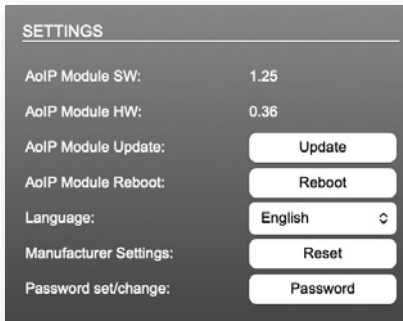 SETTINGS
AoIP Module SW: 1.25
AoIP Module HW: 0.36
AoIP Module Update: Update
AoIP Module Reboot: Reboot
Language: English
Manufacturer Settings: Reset
Password set/change: Password